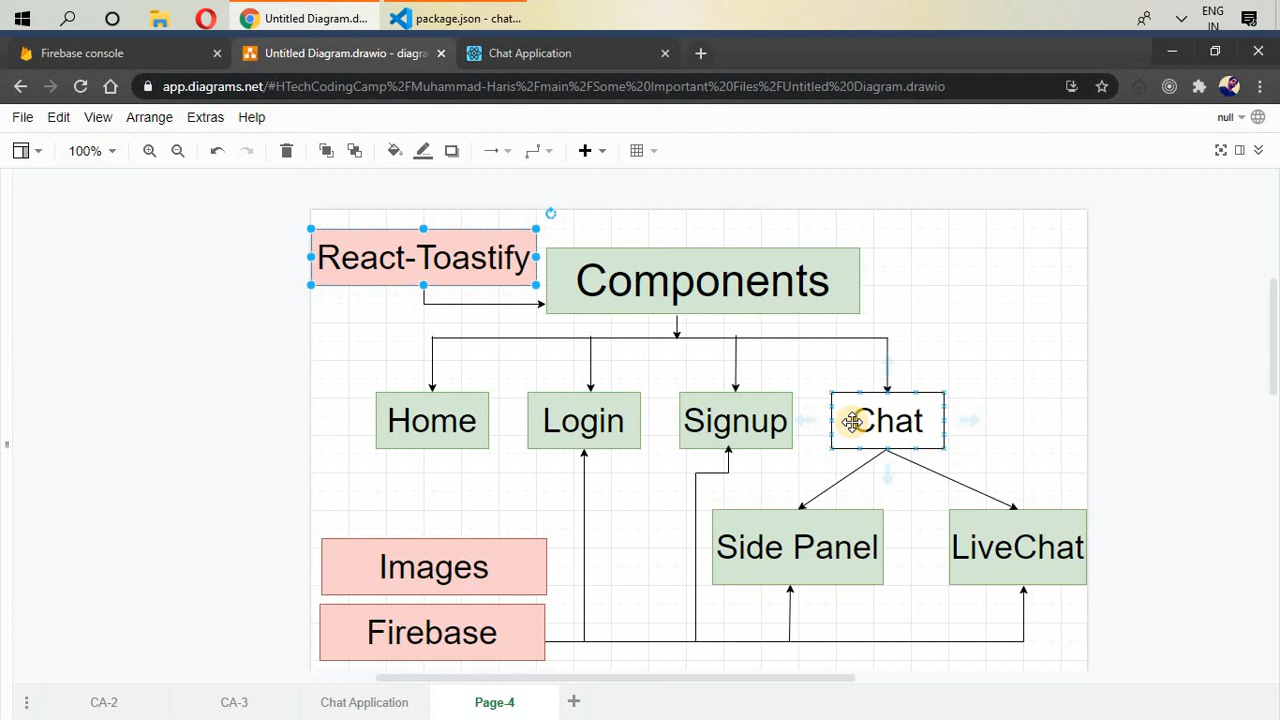 Untitled Diagram.d...
package.json - chat...
ENG
IN
Firebase console
Untitled Diagram.drawio - diagra
Chat Application
app.diagrams.net/#HTechCodingCamp%2FMuhammad-Haris%2Fmain%2FSome%20Important%20Files%2FUntitled%20Diagram.drawio
File Edit View Arrange Extras Help
null
100%
React-Toastify
Components
Home
Login
Signup
Chat
Side Panel
LiveChat
Images
Firebase
CA-2
CA-3
Chat Application
Page-4